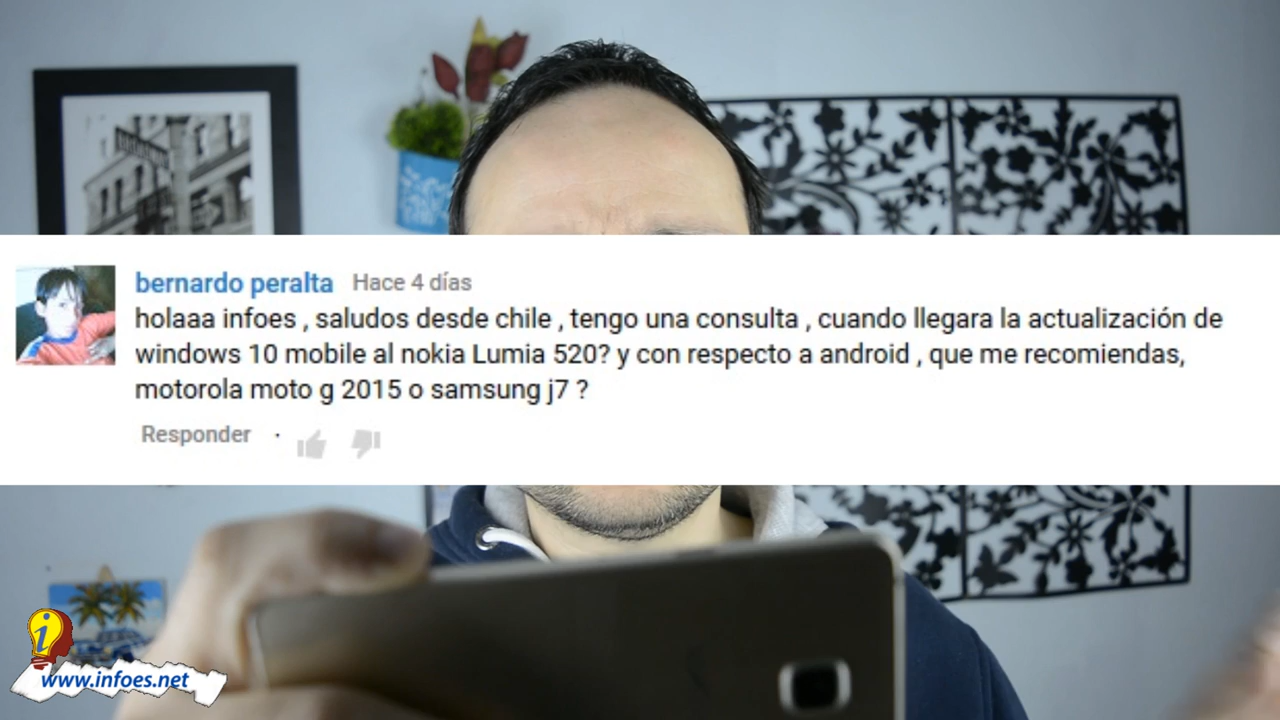 bernardo peralta Hace 4 días
holaaa infoes , saludos desde chile , tengo una consulta , cuando llegara la actualización de
windows 10 mobile al nokia Lumia 520? y con respecto a android , que me recomiendas,
motorola moto g 2015 o samsung j7 ?
Responder ·
i
www.infoes.net